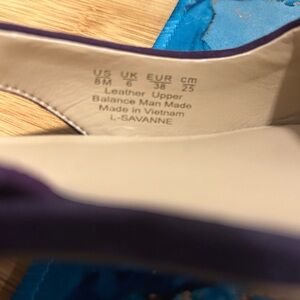 US UK EUR cm
8M 6 38 25
Leather Upper
Balance Man Made
Made in Vietnam
L-SAVANNE